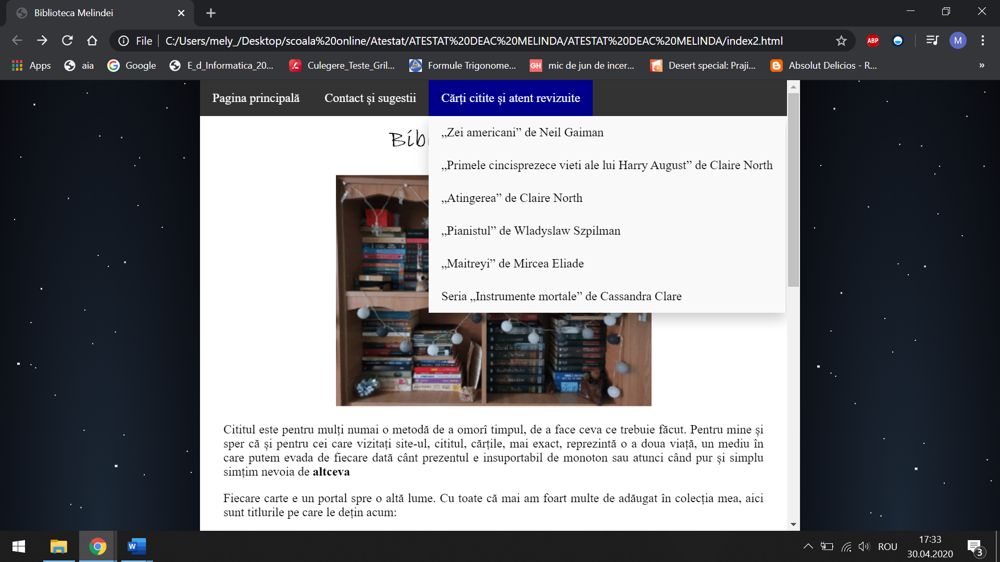 Biblioteca Melindei
File
C:/Users/mely_/Desktop/scoala%20online/Atestat/ATESTAT%20DEAC%20MELINDA/ATESTAT%20DEAC%20MELINDA/index2.html
ABP
M
Apps
aia
Google
E_d_Informatica_20...
Culegere_Teste_Gril...
Formule Trigonome...
GH
mic de jun de incer...
Desert special: Praji...
Absolut Delicios - R...
»
Pagina principală
Contact și sugestii
Cărți citite și atent revizuite
„Zei americani” de Neil Gaiman
„Primele cincisprezece vieti ale lui Harry August” de Claire North
„Atingerea” de Claire North
„Pianistul” de Wladyslaw Szpilman
„Maitreyi” de Mircea Eliade
Seria „Instrumente mortale” de Cassandra Clare
Cititul este pentru mulți numai o metodă de a omorî timpul, de a face ceva ce trebuie făcut. Pentru mine și
sper că și pentru cei care vizitați site-ul, cititul, cărțile, mai exact, reprezintă o a doua viață, un mediu în
care putem evada de fiecare dată cânt prezentul e insuportabil de monoton sau atunci când pur și simplu
simțim nevoia de altceva
Fiecare carte e un portal spre o altă lume. Cu toate că mai am foart multe de adăugat în colecția mea, aici
sunt titlurile pe care le dețin acum:
W
ROU
17:33
30.04.2020
3